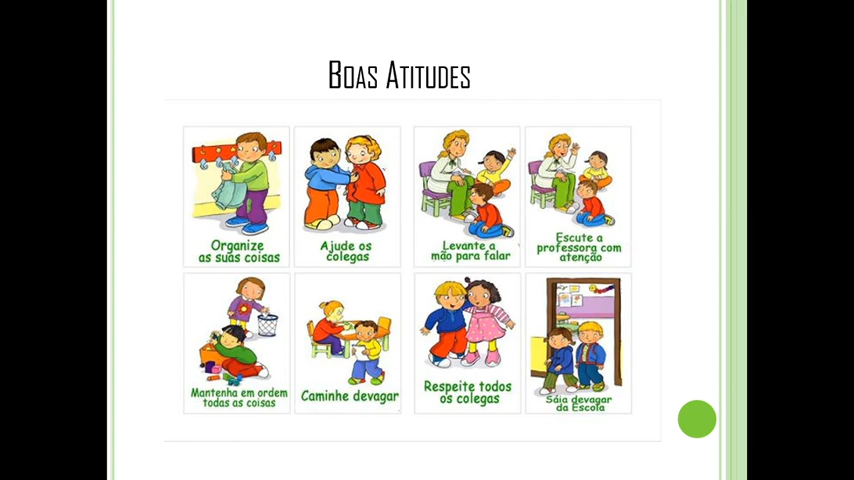 BOAS ATITUDES
Organize
as suas coisas
Ajude os
colegas
Levante a
mão para falar
Escute a
professora com
atenção
Mantenha em ordem
todas as coisas
Caminhe devagar
Respeite todos
os colegas
Sáia devagar
da Escola